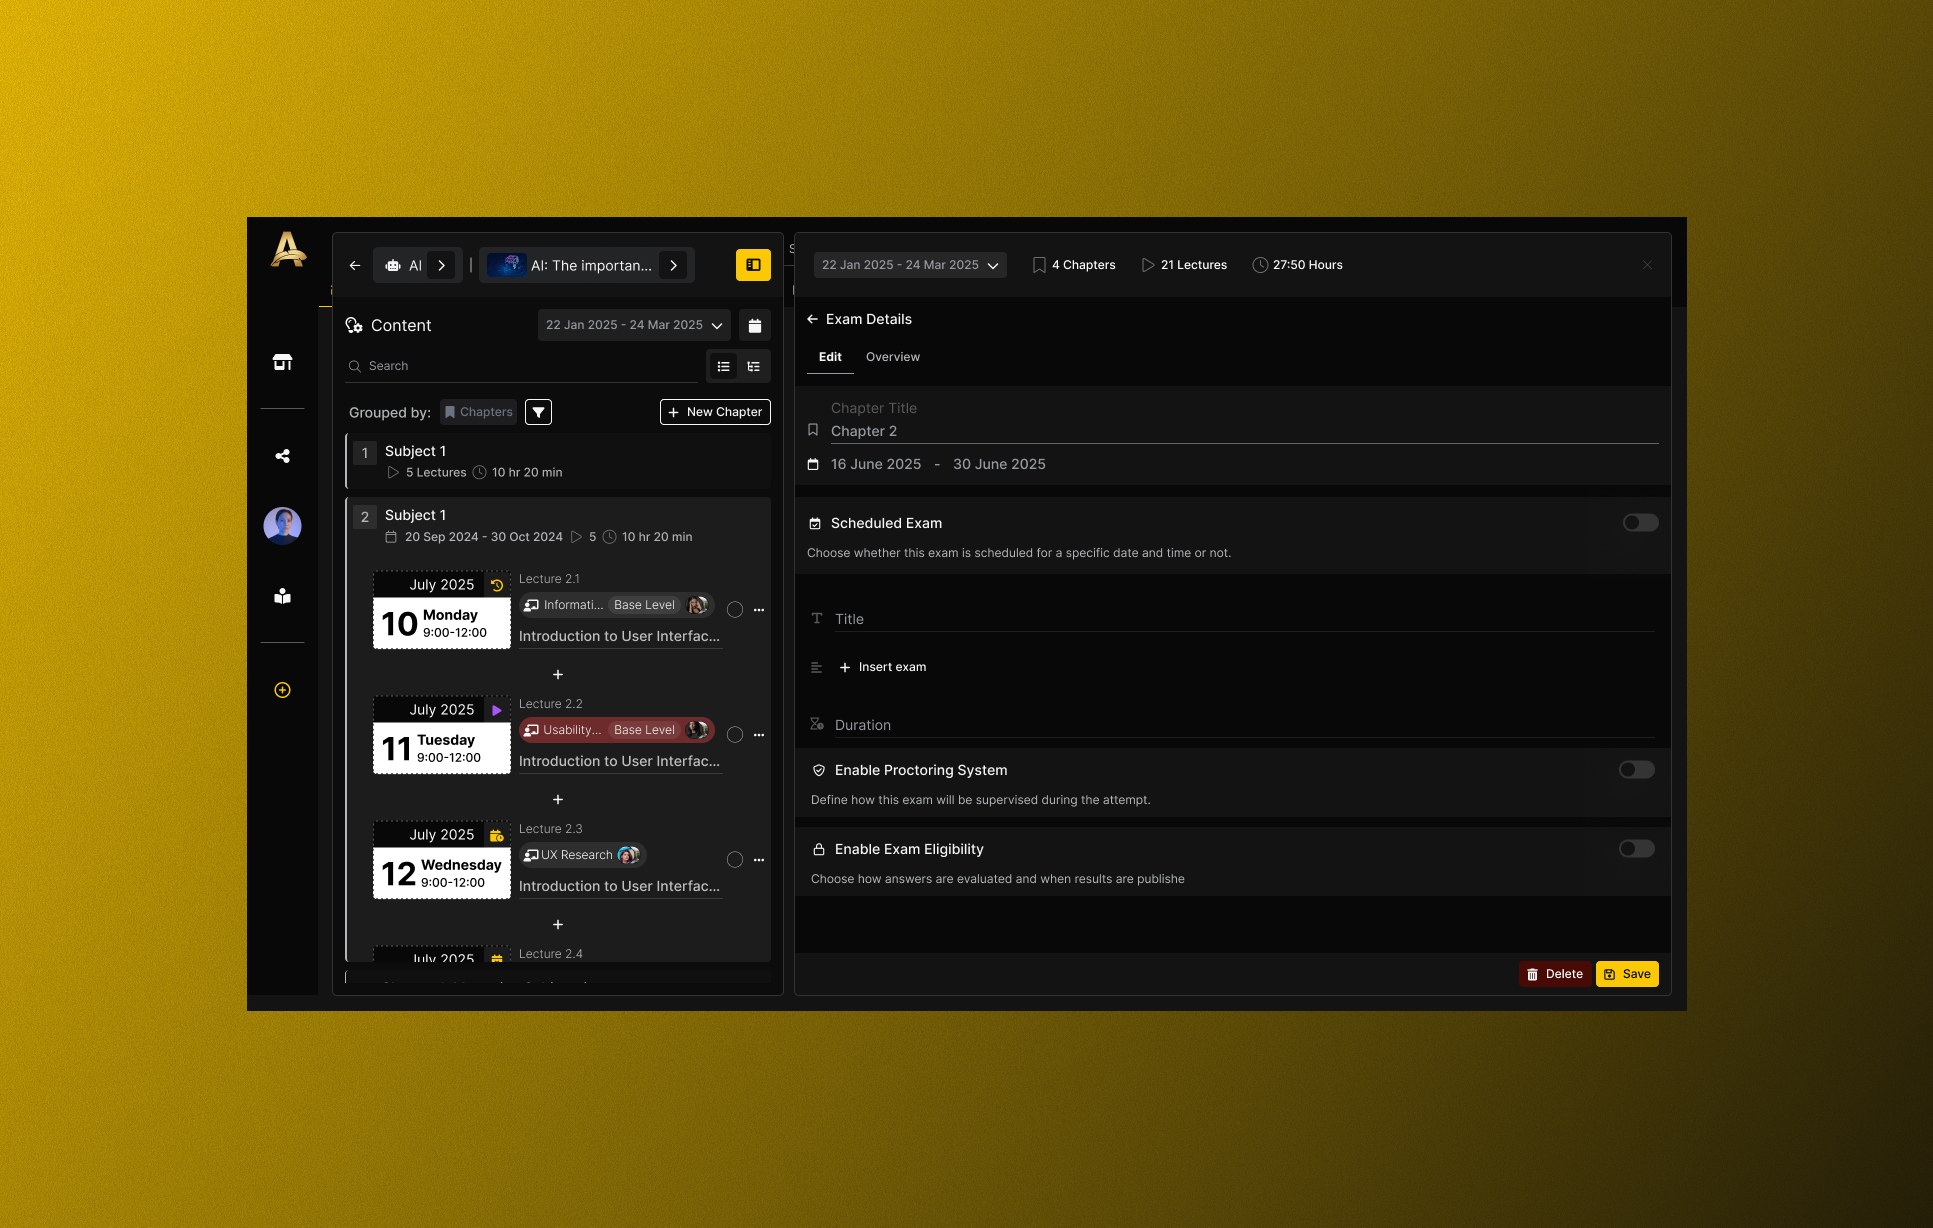 AI
AI: The importan...
Content
22 Jan 2025 - 24 Mar 2025
Search
Grouped by:
Chapters
New Chapter
1
Subject 1
5 Lectures
10 hr 20 min
2
Subject 1
20 Sep 2024 - 30 Oct 2024
5
10 hr 20 min
July 2025
10
Monday
9:00-12:00
Lecture 2.1
Informati...
Base Level
Introduction to User Interfac...
July 2025
11
Tuesday
9:00-12:00
Lecture 2.2
Usability...
Base Level
Introduction to User Interfac...
July 2025
12
Wednesday
9:00-12:00
Lecture 2.3
UX Research
Introduction to User Interfac...
July 2025
Lecture 2.4
22 Jan 2025 - 24 Mar 2025
4 Chapters
21 Lectures
27:50 Hours
Exam Details
Edit
Overview
Chapter Title
Chapter 2
16 June 2025 - 30 June 2025
Scheduled Exam
Choose whether this exam is scheduled for a specific date and time or not.
Title
Insert exam
Duration
Enable Proctoring System
Define how this exam will be supervised during the attempt.
Enable Exam Eligibility
Choose how answers are evaluated and when results are publishe
Delete
Save